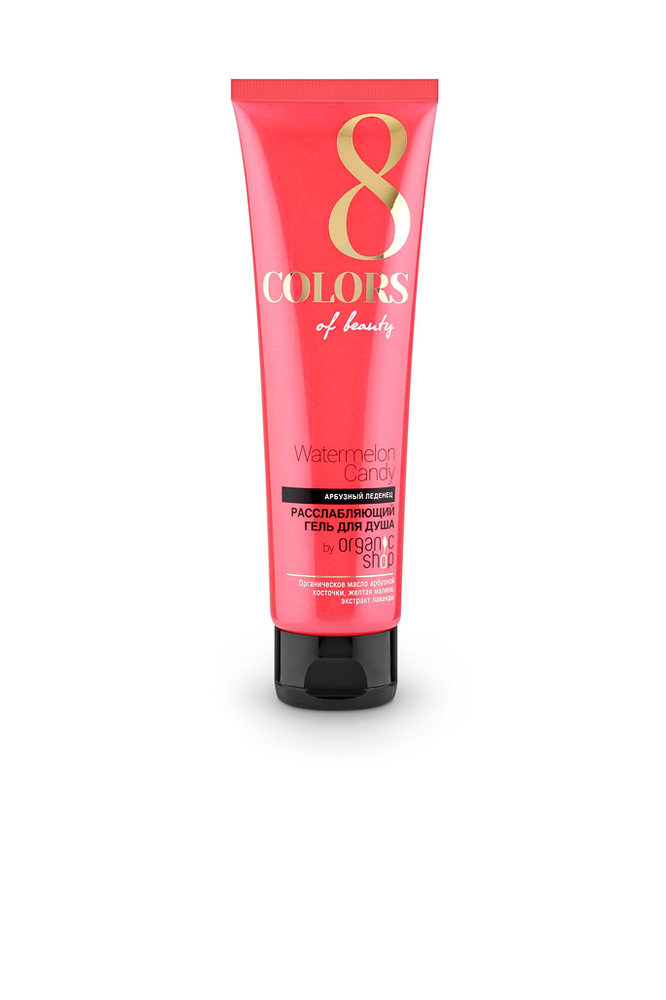 8
COLORS
of beauty
Watermelon
Candy
АРБУЗНЫЙ ЛЕДЕНЕЦ
РАССЛАБЛЯЮЩИЙ
ГЕЛЬ ДЛЯ ДУША
by organic
shop
Органическое масло арбузной
косточки, желтая малина,
экстракт лаванды